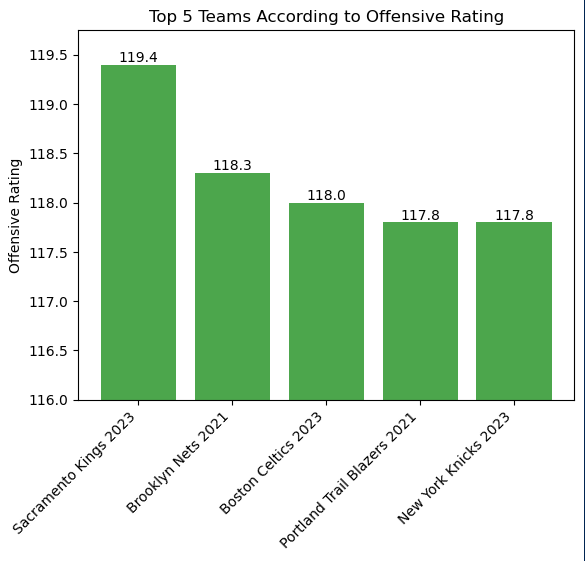 Top 5 Teams According to Offensive Rating
Offensive Rating
119.5
119.0
118.5
118.0
117.5
117.0
116.5
116.0
119.4
118.3
118.0
117.8
117.8
Sacramento Kings 2023
Brooklyn Nets 2021
Boston Celtics 2023
Portland Trail Blazers 2021
New York Knicks 2023